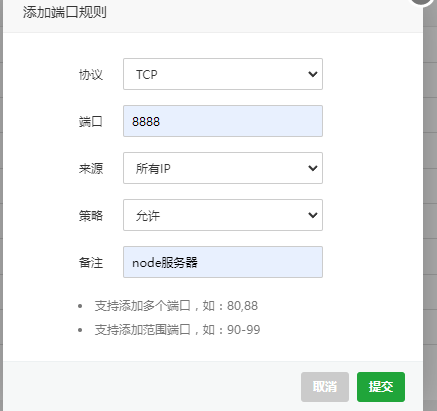 添加端口规则
协议 TCP
端口 8888
来源 所有IP
策略 允许
备注 node服务器
支持添加多个端口，如：80,88
支持添加范围端口，如：90-99
取消 提交